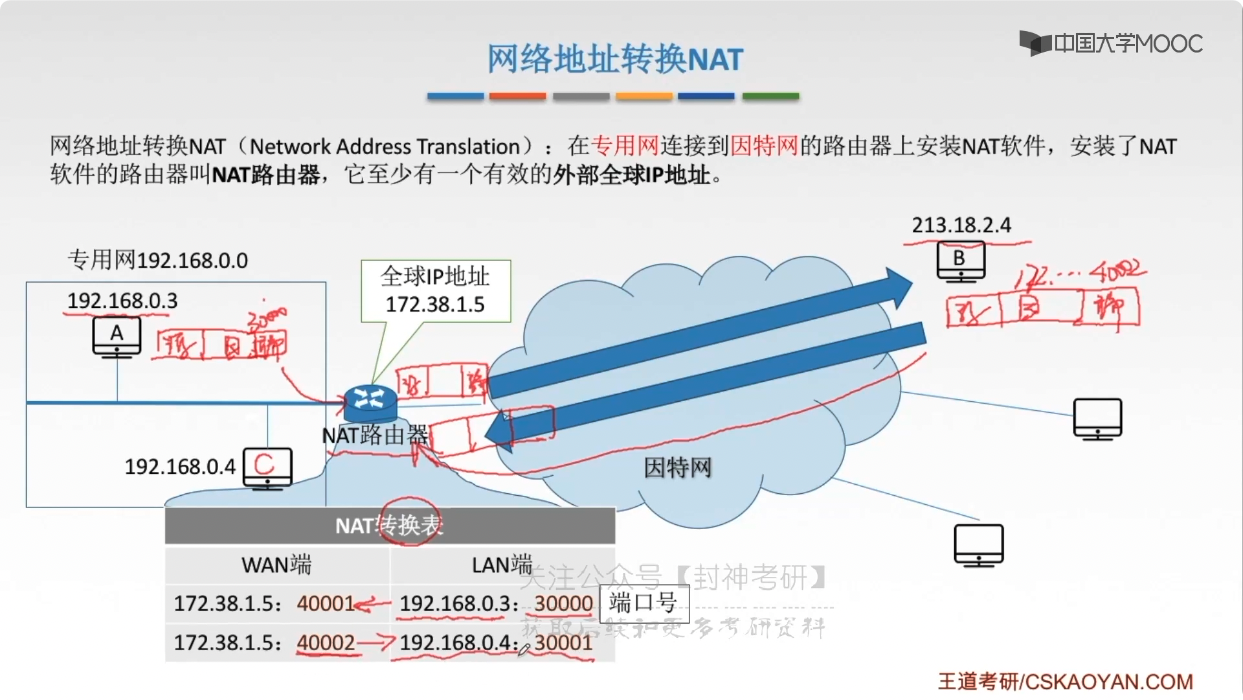 中国大学MOOC
网络地址转换NAT
网络地址转换NAT（Network Address Translation）：在专用网连接到因特网的路由器上安装NAT软件，安装了NAT
软件的路由器叫NAT路由器，它至少有一个有效的外部全球IP地址。
213.18.2.4
B
专用网192.168.0.0
全球IP地址
172.38.1.5
172...40002
源 目 端
192.168.0.3
30000
A
源 目 端
源 端
NAT路由器
192.168.0.4
C
因特网
NAT转换表
WAN端
LAN端
关注公众号【封神考研】
172.38.1.5：40001
192.168.0.3：30000
端口号
获取后续和更多考研资料
172.38.1.5：40002
192.168.0.4：30001
王道考研/CSKAOYAN.COM